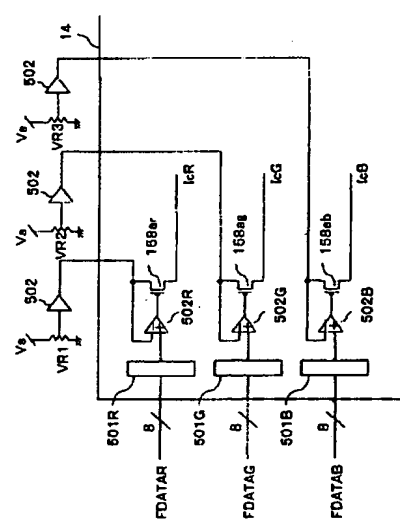 Vs
VR1
502
Vs
VR2
502
Vs
VR3
502
14
501R
FDATAR
8
502R
158ar
IcR
501G
FDATAG
8
502G
158ag
IcG
501B
FDATAB
8
502B
158ab
IcB